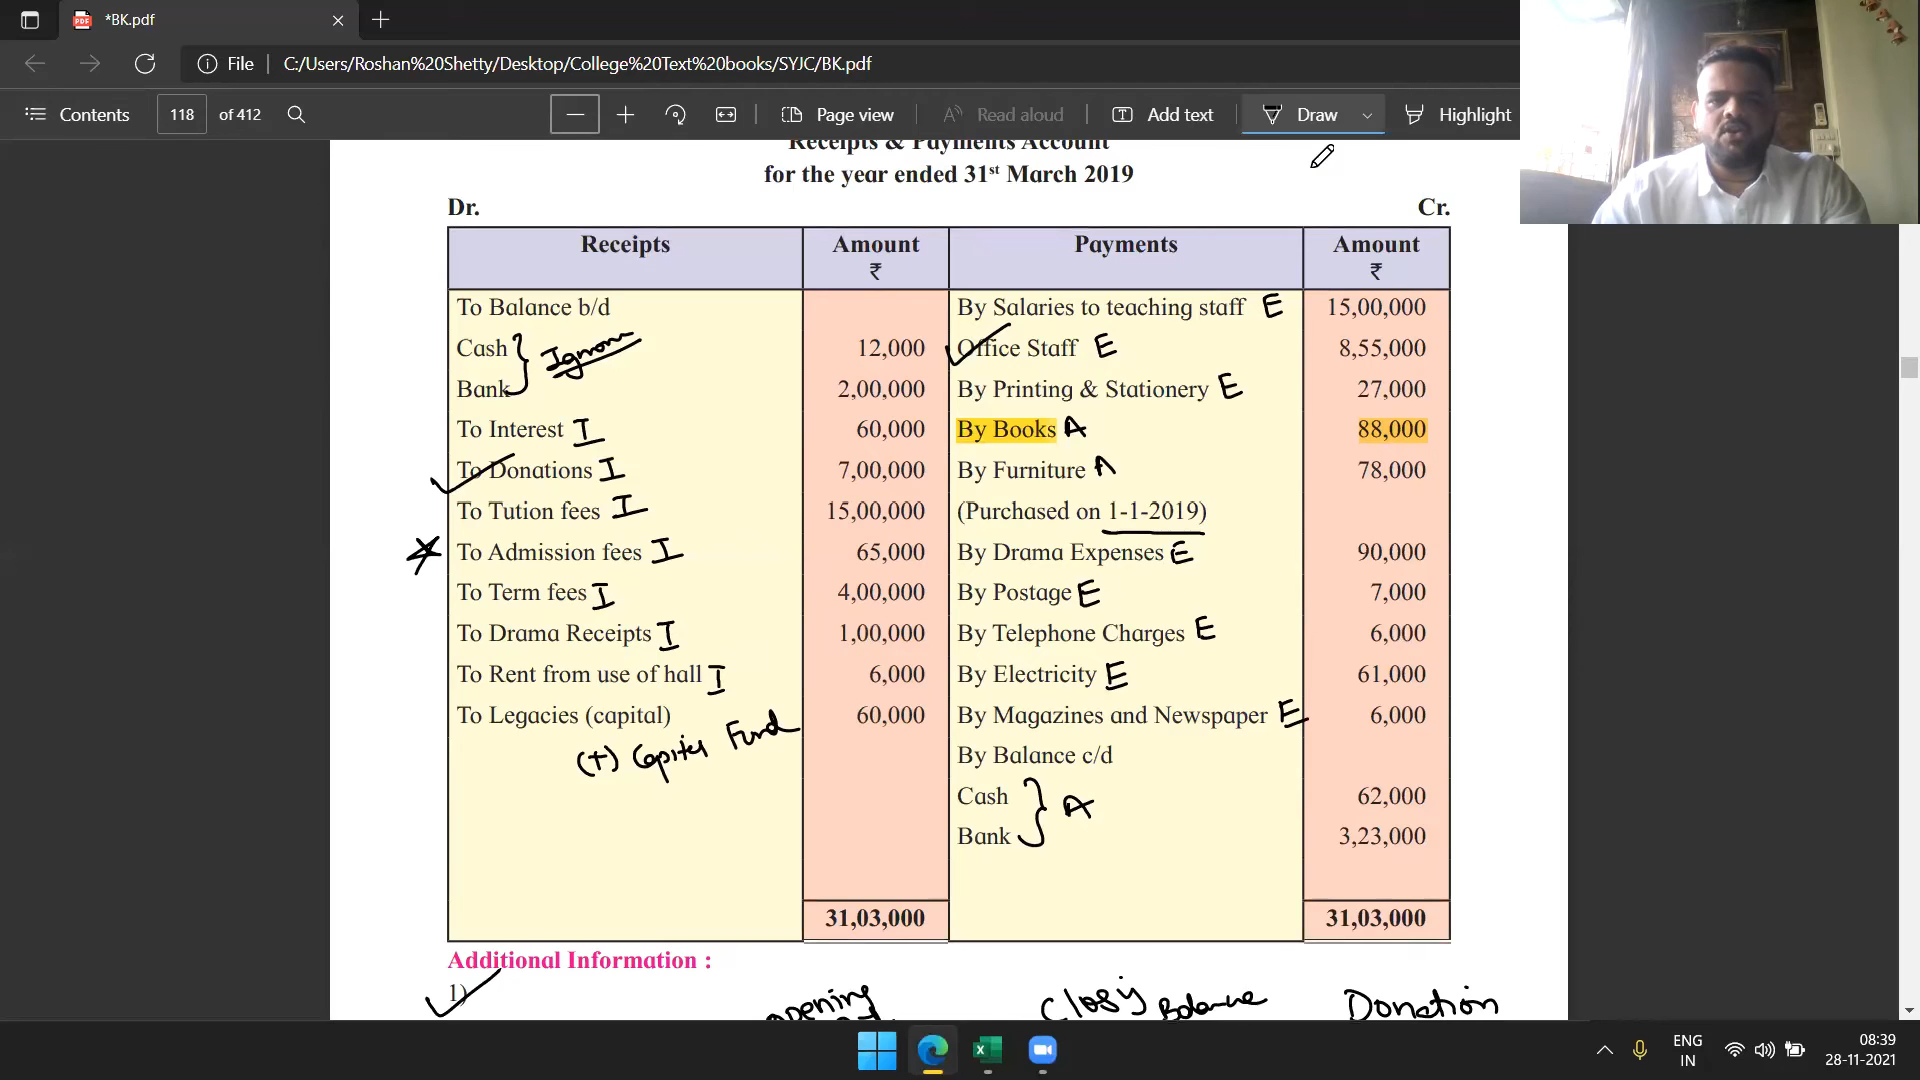 *BK.pdf
File C:/Users/Roshan%20Shetty/Desktop/College%20Text%20books/SYJC/BK.pdf
Contents 118 of 412 Page view Read aloud Add text Draw Highlight
Receipts & Payments Account
for the year ended 31st March 2019
Dr. Cr.
Receipts Amount ₹ Payments Amount ₹
To Balance b/d By Salaries to teaching staff E 15,00,000
Cash 12,000 Office Staff E 8,55,000
Ignore
Bank 2,00,000 By Printing & Stationery E 27,000
To Interest I 60,000 By Books A 88,000
To Donations I 7,00,000 By Furniture A 78,000
To Tution fees I 15,00,000 (Purchased on 1-1-2019)
To Admission fees I 65,000 By Drama Expenses E 90,000
To Term fees I 4,00,000 By Postage E 7,000
To Drama Receipts I 1,00,000 By Telephone Charges E 6,000
To Rent from use of hall I 6,000 By Electricity E 61,000
To Legacies (capital) 60,000 By Magazines and Newspaper E 6,000
(+) Capital Fund By Balance c/d
Cash 62,000
A
Bank 3,23,000
31,03,000 31,03,000
Additional Information :
1) opening Closing Balance Donation
ENG
IN
08:39
28-11-2021